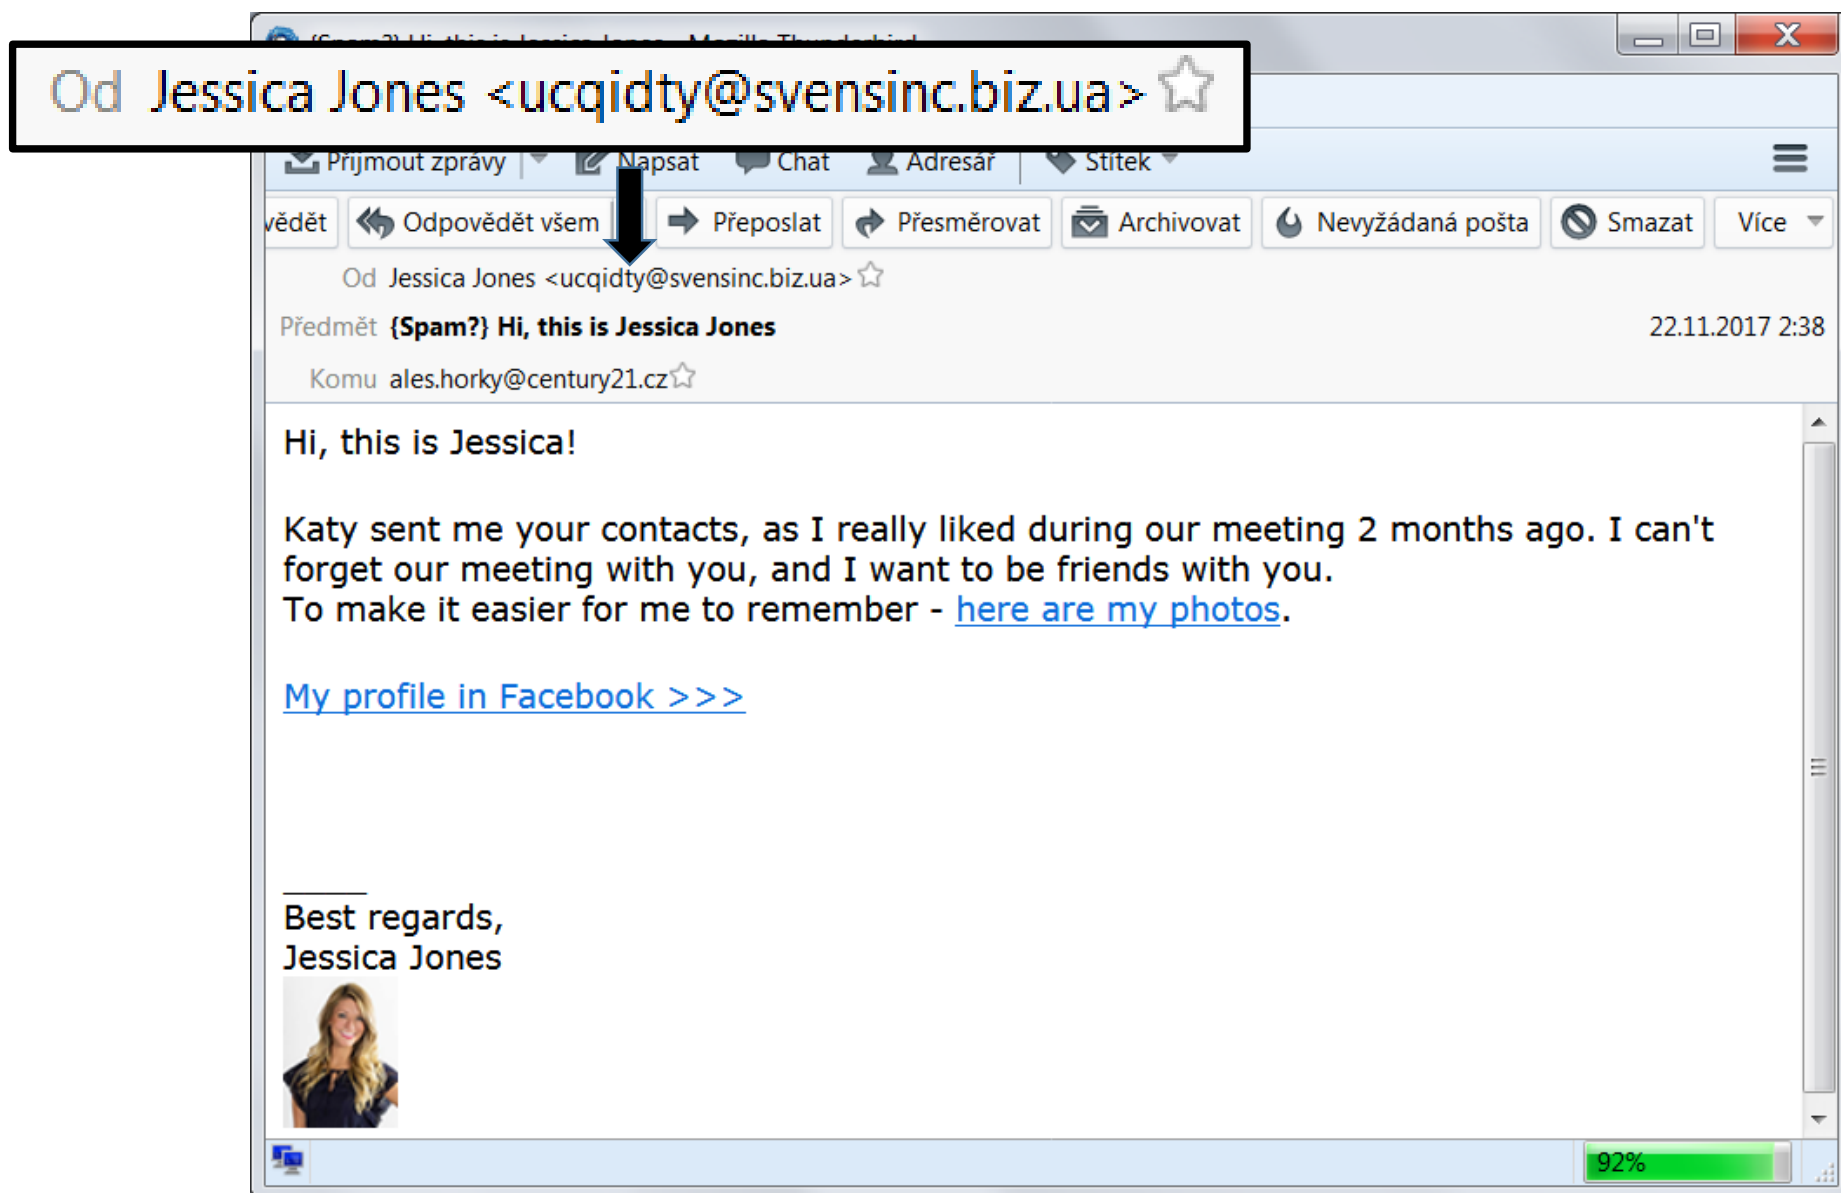 Od Jessica Jones <ucqidty@svensinc.biz.ua>
Přijmout zprávy Napsat Chat Adresář Štítek
vědět Odpovědět všem Přeposlat Přesměrovat Archivovat Nevyžádaná pošta Smazat Více
Od Jessica Jones <ucqidty@svensinc.biz.ua>
Předmět {Spam?} Hi, this is Jessica Jones 22.11.2017 2:38
Komu ales.horky@century21.cz
Hi, this is Jessica!
Katy sent me your contacts, as I really liked during our meeting 2 months ago. I can't
forget our meeting with you, and I want to be friends with you.
To make it easier for me to remember - here are my photos.
My profile in Facebook >>>
____
Best regards,
Jessica Jones
92%